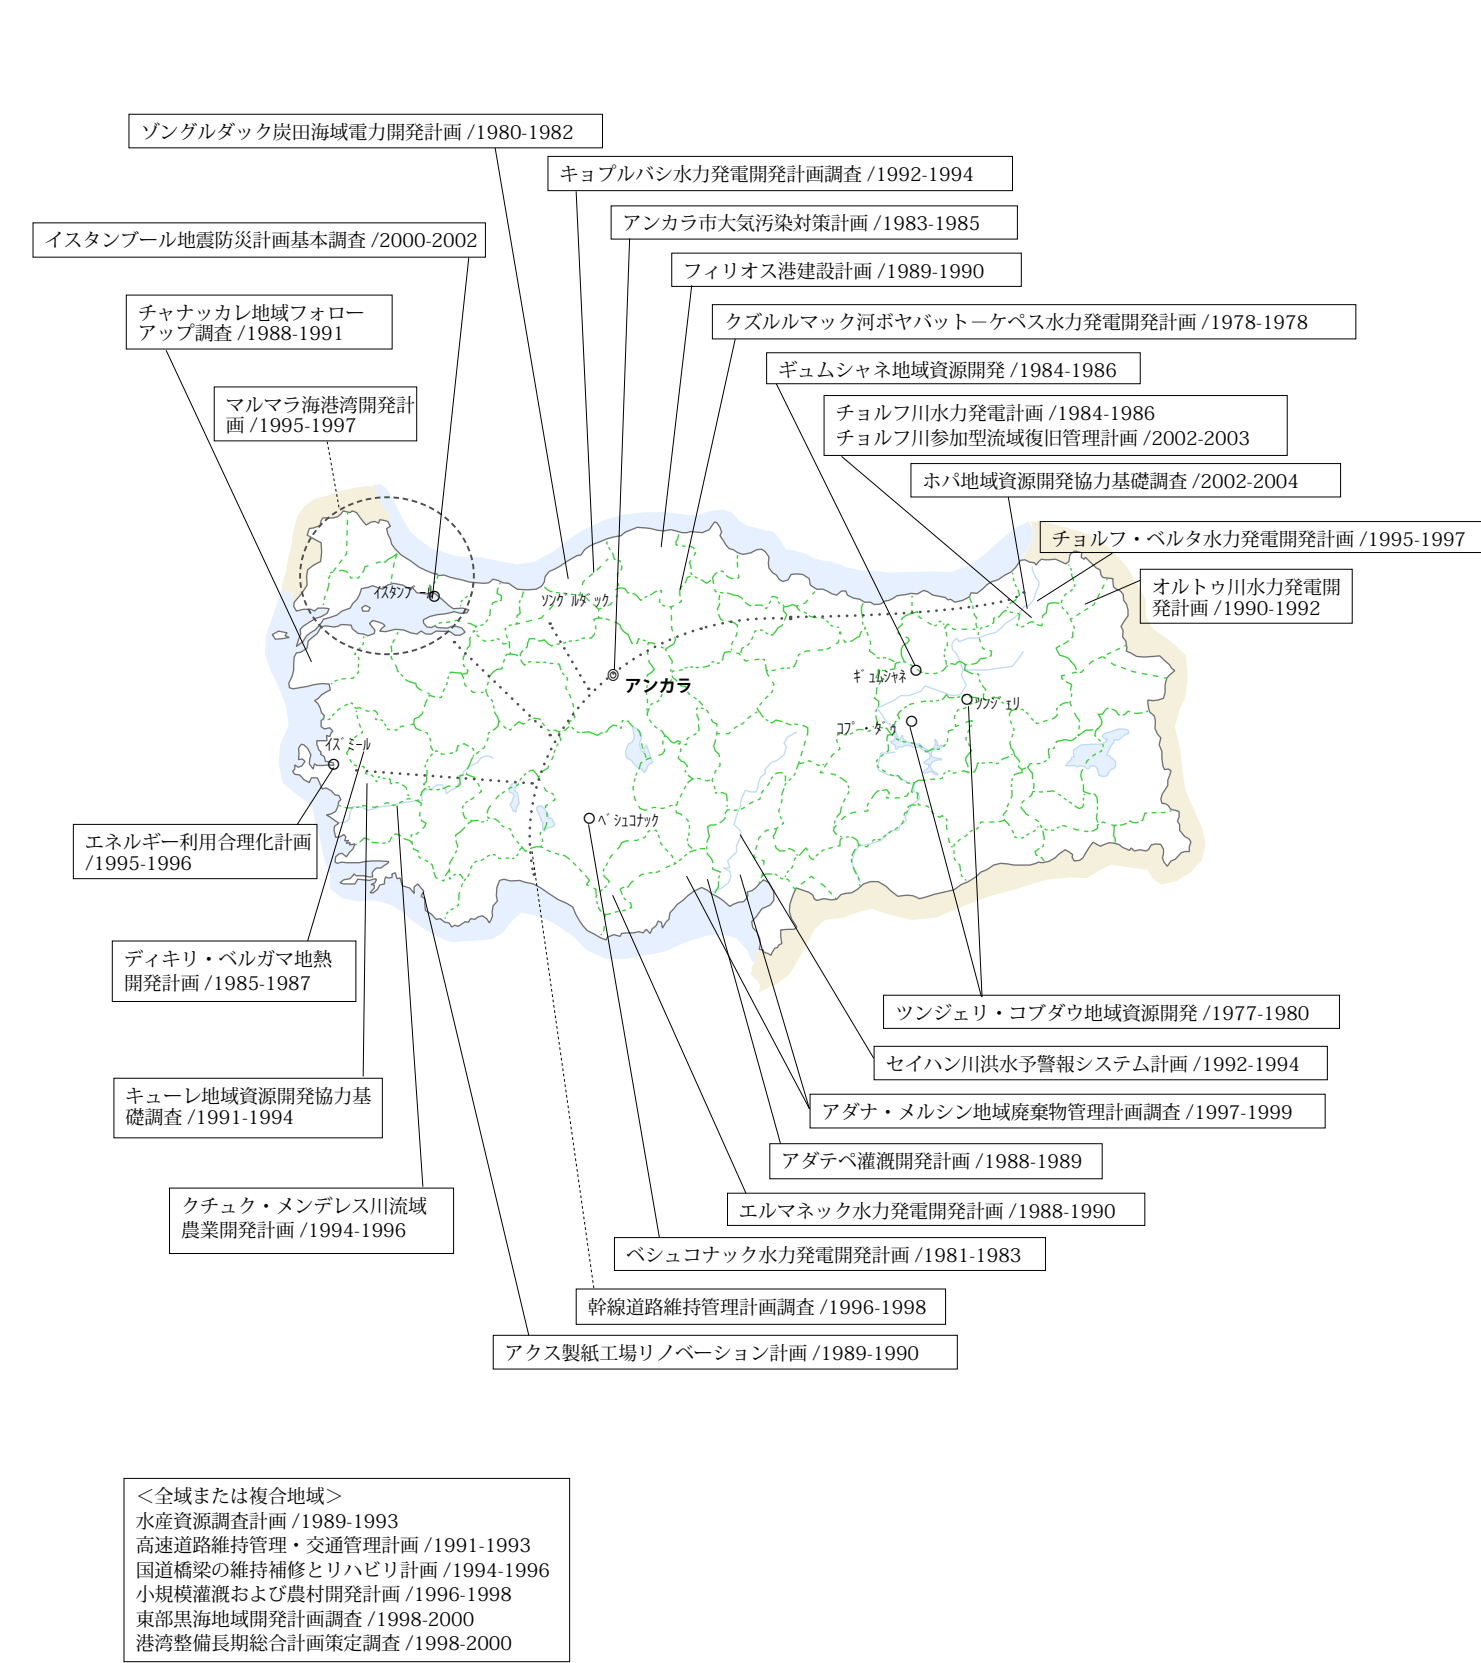 ゾングルダック炭田海域電力開発計画 /1980-1982
キョプルバシ水力発電開発計画調査 /1992-1994
アンカラ市大気汚染対策計画 /1983-1985
イスタンブール地震防災計画基本調査 /2000-2002
フィリオス港建設計画 /1989-1990
チャナッカレ地域フォロー
アップ調査 /1988-1991
クズルルマック河ボヤバット－ケペス水力発電開発計画 /1978-1978
ギュムシャネ地域資源開発 /1984-1986
マルマラ海港湾開発計
画 /1995-1997
チョルフ川水力発電計画 /1984-1986
チョルフ川参加型流域復旧管理計画 /2002-2003
ホパ地域資源開発協力基礎調査 /2002-2004
チョルフ・ベルタ水力発電開発計画 /1995-1997
オルトゥ川水力発電開
発計画 /1990-1992
ｲｽﾀﾝﾌﾞｰﾙ
ｿﾞﾝｸﾞﾙﾀﾞｯｸ
アンカラ
ｷﾞｭﾑｼｬﾈ
ﾂﾝｼﾞｪﾘ
ｺﾌﾟｰ・ﾀﾞｳ
ｲｽﾞﾐｰﾙ
ﾍﾞｼｭｺﾅｯｸ
エネルギー利用合理化計画
/1995-1996
ディキリ・ベルガマ地熱
開発計画 /1985-1987
ツンジェリ・コブダウ地域資源開発 /1977-1980
セイハン川洪水予警報システム計画 /1992-1994
キューレ地域資源開発協力基
礎調査 /1991-1994
アダナ・メルシン地域廃棄物管理計画調査 /1997-1999
アダテペ灌漑開発計画 /1988-1989
クチュク・メンデレス川流域
農業開発計画 /1994-1996
エルマネック水力発電開発計画 /1988-1990
ベシュコナック水力発電開発計画 /1981-1983
幹線道路維持管理計画調査 /1996-1998
アクス製紙工場リノベーション計画 /1989-1990
＜全域または複合地域＞
水産資源調査計画 /1989-1993
高速道路維持管理・交通管理計画 /1991-1993
国道橋梁の維持補修とリハビリ計画 /1994-1996
小規模灌漑および農村開発計画 /1996-1998
東部黒海地域開発計画調査 /1998-2000
港湾整備長期総合計画策定調査 /1998-2000